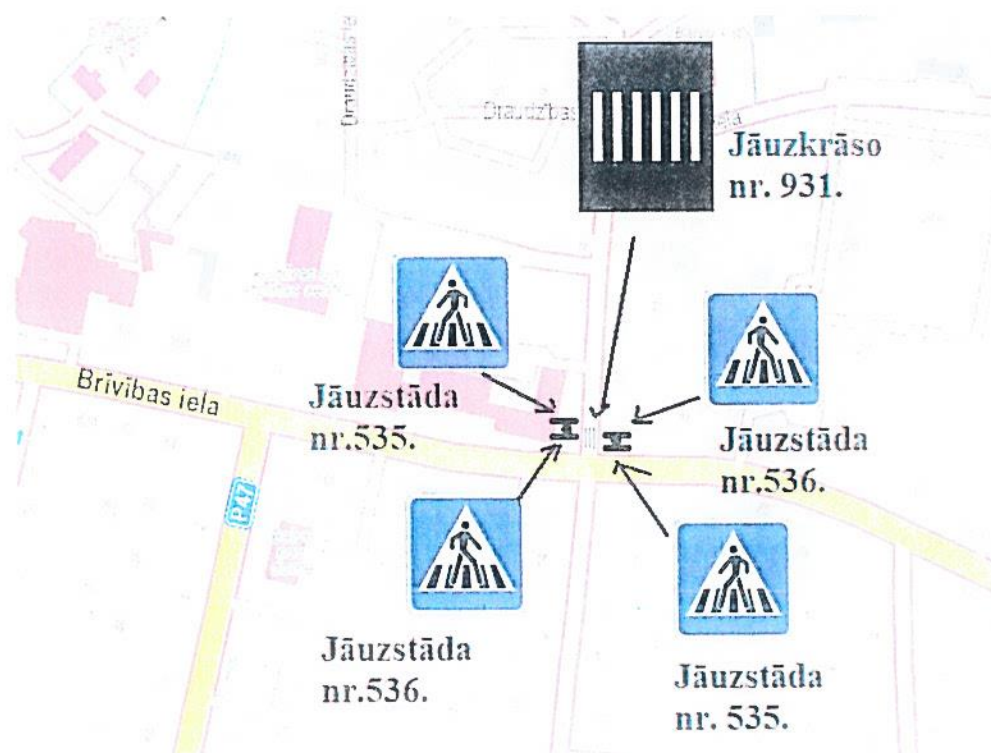 Jāuzkrāso
nr. 931.
Brīvības iela
Jāuzstāda
nr.535.
Jāuzstāda
nr.536.
P47
Jāuzstāda
nr.536.
Jāuzstāda
nr. 535.